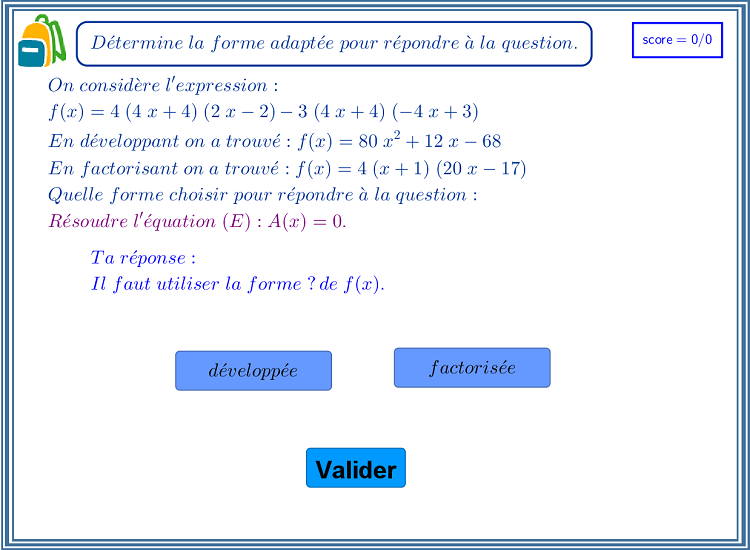 Détermine la forme adaptée pour répondre à la question.
score = 0/0
On considère l'expression :
f(x) = 4 (4 x + 4) (2 x − 2) − 3 (4 x + 4) (−4 x + 3)
En développant on a trouvé : f(x) = 80 x² + 12 x − 68
En factorisant on a trouvé : f(x) = 4 (x + 1) (20 x − 17)
Quelle forme choisir pour répondre à la question :
Résoudre l'équation (E) : A(x) = 0.
Ta réponse :
Il faut utiliser la forme ? de f(x).
développée
factorisée
Valider